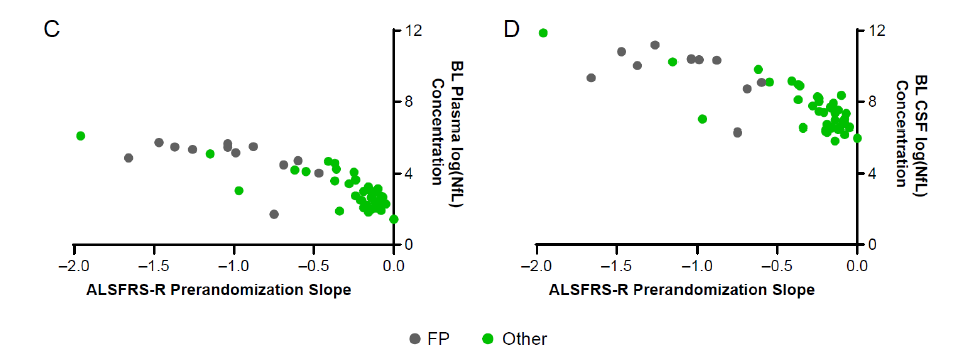 C
12
8
4
0
BL Plasma log(NfL)
Concentration
−2.0 −1.5 −1.0 −0.5 0.0
ALSFRS-R Prerandomization Slope
D
12
8
4
0
BL CSF log(NfL)
Concentration
−2.0 −1.5 −1.0 −0.5 0.0
ALSFRS-R Prerandomization Slope
FP Other